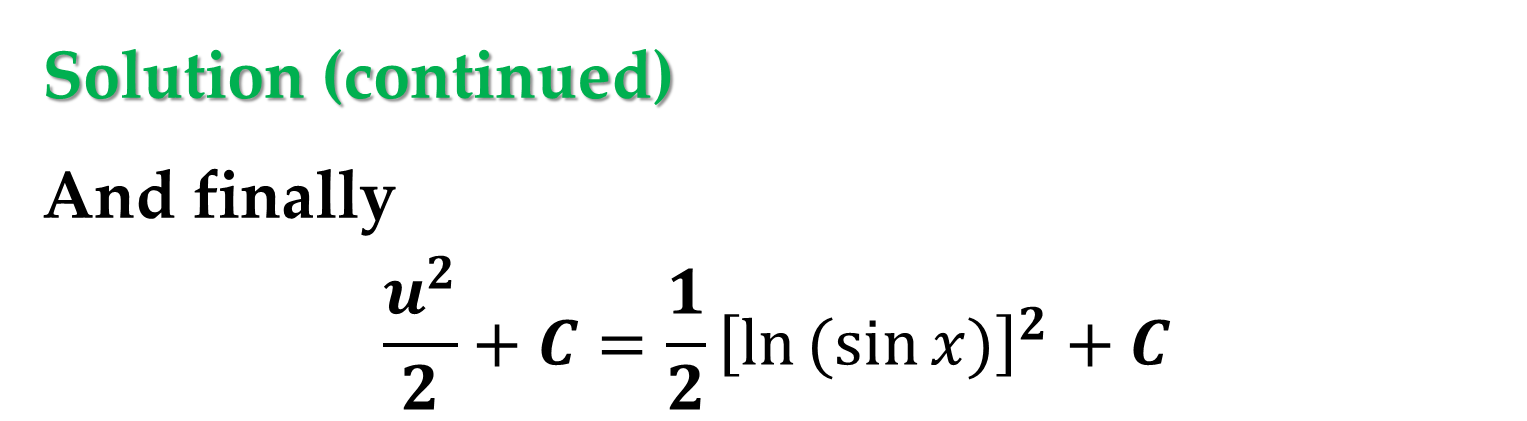 Solution (continued)
And finally
u²/2 + C = 1/2 [ln (sin x)]² + C